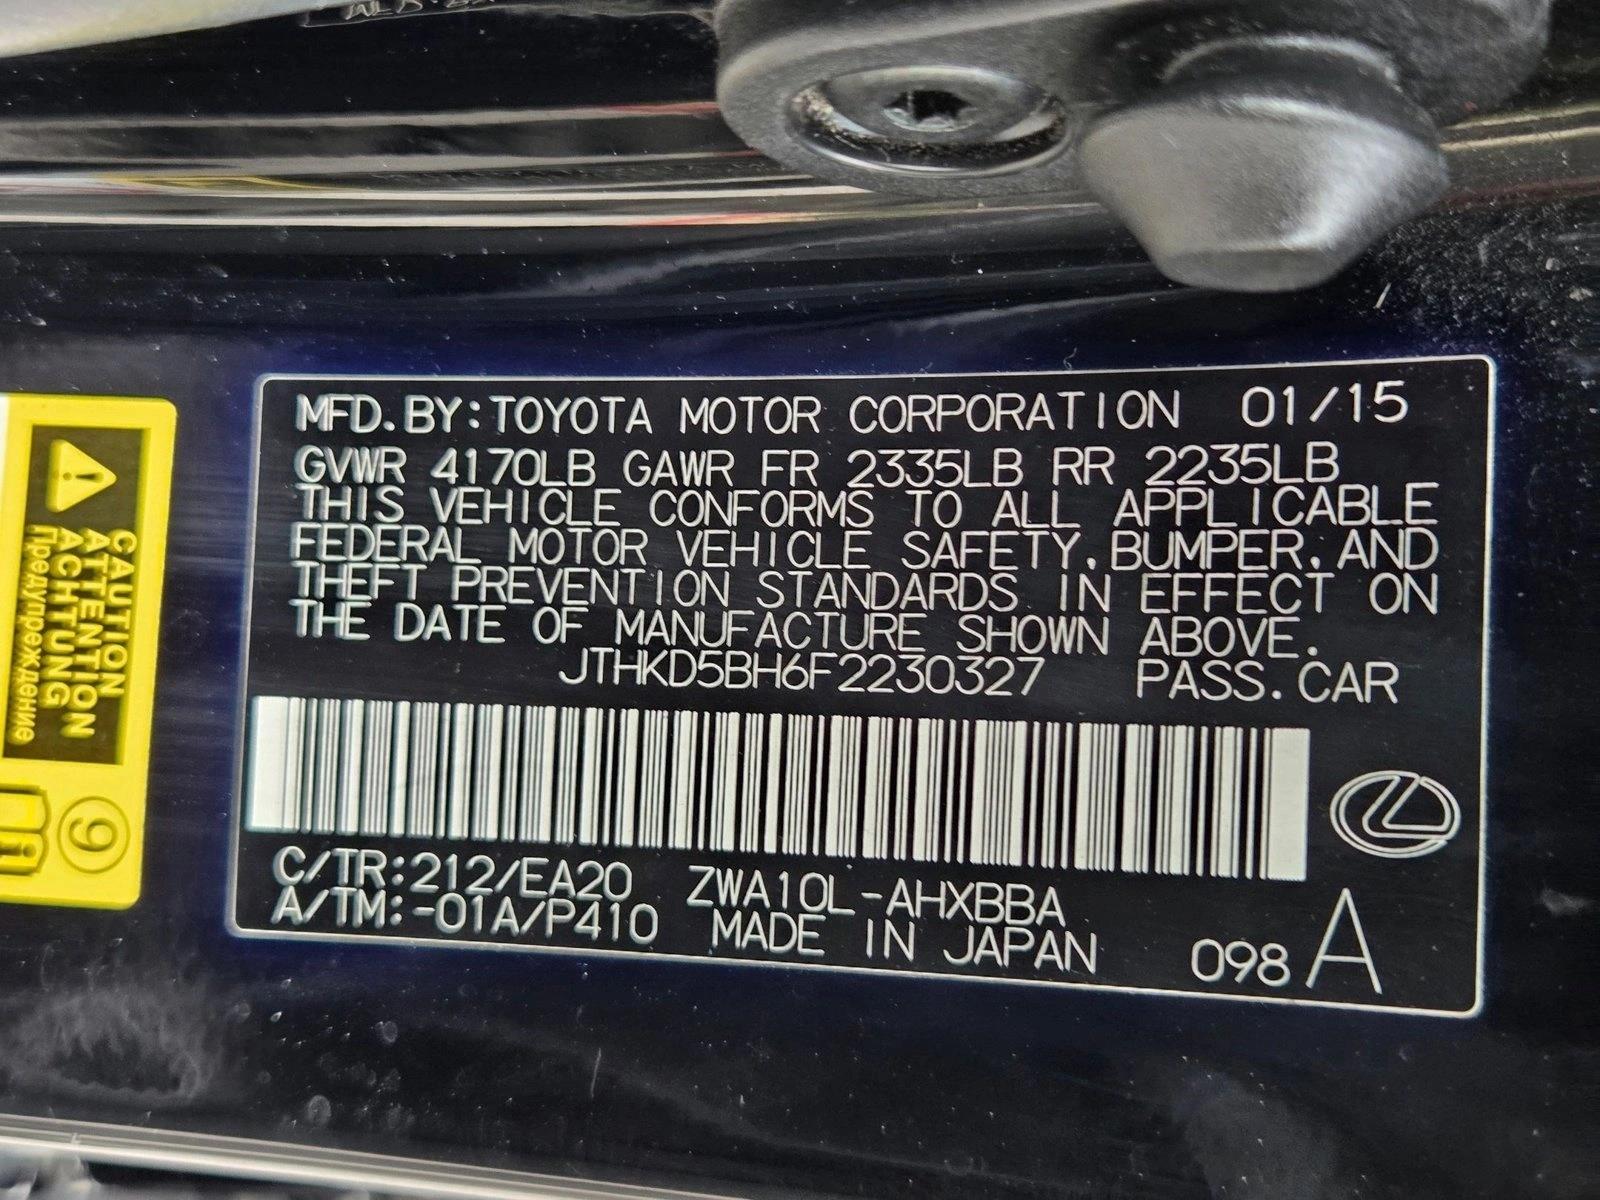 MFD. BY: TOYOTA MOTOR CORPORATION 01/15
GVWR 4170LB GAWR FR 2335LB RR 2235LB
THIS VEHICLE CONFORMS TO ALL APPLICABLE
FEDERAL MOTOR VEHICLE SAFETY, BUMPER, AND
THEFT PREVENTION STANDARDS IN EFFECT ON
THE DATE OF MANUFACTURE SHOWN ABOVE.
JTHKD5BH6F2230327 PASS. CAR
C/TR:212/EA20 ZWA10L-AHXBBA
A/TM:-01A/P410 MADE IN JAPAN 098 A
CAUTION
ATTENTION
ACHTUNG
Предупреждение